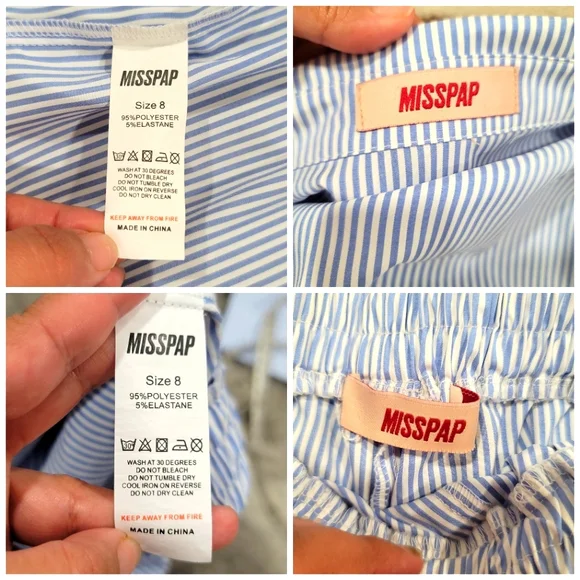 MISSPAP
Size 8
95%POLYESTER
5%ELASTANE
WASH AT 30 DEGREES
DO NOT BLEACH
DO NOT TUMBLE DRY
COOL IRON ON REVERSE
DO NOT DRY CLEAN
KEEP AWAY FROM FIRE
MADE IN CHINA
MISSPAP
MISSPAP
Size 8
95%POLYESTER
5%ELASTANE
WASH AT 30 DEGREES
DO NOT BLEACH
DO NOT TUMBLE DRY
COOL IRON ON REVERSE
DO NOT DRY CLEAN
KEEP AWAY FROM FIRE
MADE IN CHINA
MISSPAP